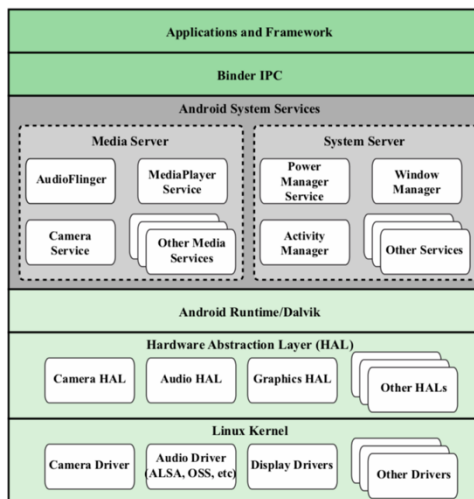 Applications and Framework
Binder IPC
Android System Services
Media Server
AudioFlinger
MediaPlayer
Service
Camera
Service
Other Media
Services
System Server
Power
Manager
Service
Window
Manager
Activity
Manager
Other Services
Android Runtime/Dalvik
Hardware Abstraction Layer (HAL)
Camera HAL
Audio HAL
Graphics HAL
Other HALs
Linux Kernel
Camera Driver
Audio Driver
(ALSA, OSS, etc)
Display Drivers
Other Drivers